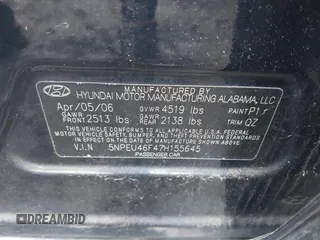 MANUFACTURED BY
HYUNDAI MOTOR MANUFACTURING ALABAMA, LLC
Apr/05/06 GVWR 4519 lbs PAINT
GAWR FRONT 2513 lbs GAWR REAR 2138 lbs TRIM QZ
THIS VEHICLE CONFORMS TO ALL APPLICABLE FEDERAL MOTOR
VEHICLE SAFETY, BUMPER, AND THEFT PREVENTION STANDARDS
IN EFFECT ON THE DATE OF MANUFACTURE SHOWN ABOVE.
V.I.N 5NPEU46F47H155645
PASSENGER CAR
DREAMBID